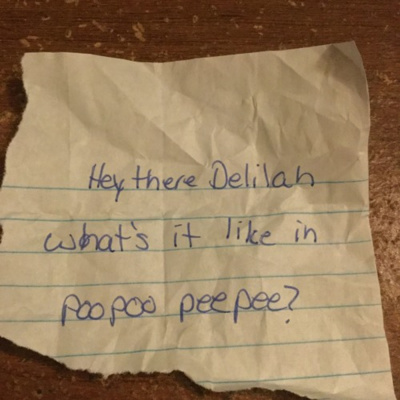 Hey there Delilah
what's it like in
poopoo peepee?